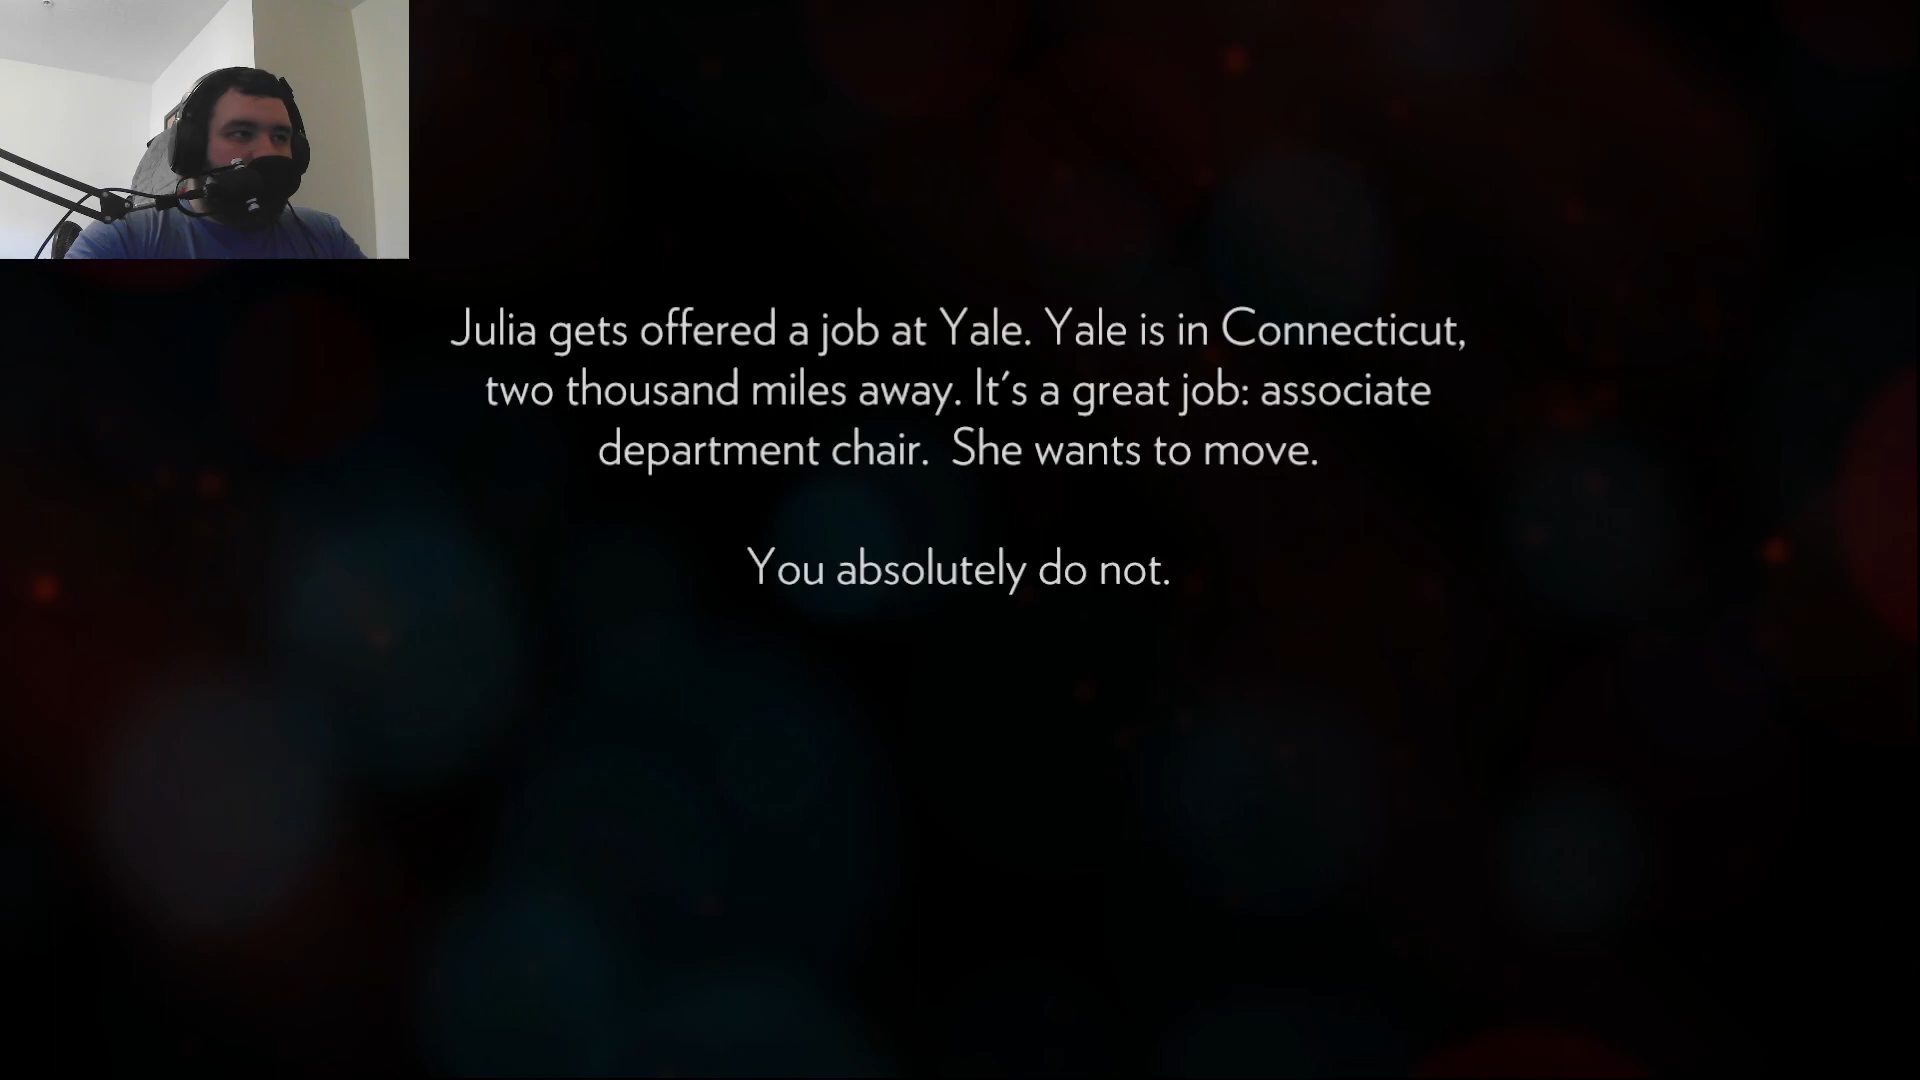 Julia gets offered a job at Yale. Yale is in Connecticut,
two thousand miles away. It's a great job: associate
department chair.  She wants to move.
You absolutely do not.